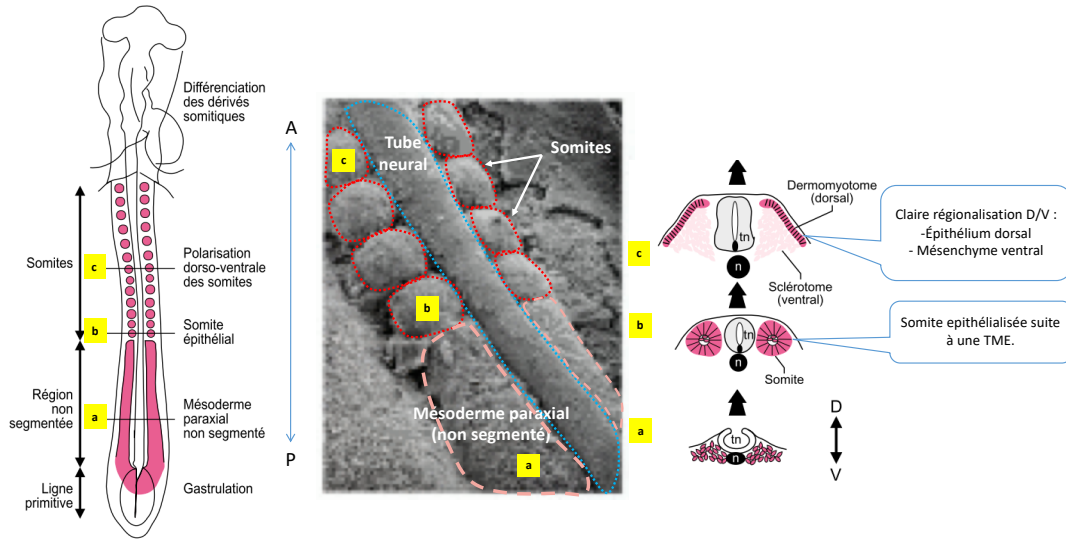 Différenciation
des dérivés
somitiques
Somites
c
Polarisation
dorso-ventrale
des somites
b
Somite
épithélial
Région
non
segmentée
a
Mésoderme
paraxial
non segmenté
Ligne
primitive
Gastrulation
A
P
Tube
neural
Somites
c
b
Mésoderme paraxial
(non segmenté)
a
c
b
a
Dermomyotome
(dorsal)
tn
n
Sclérotome
(ventral)
tn
n
Somite
tn
n
D
V
Claire régionalisation D/V :
-Épithélium dorsal
- Mésenchyme ventral
Somite epithélialisée suite
à une TME.